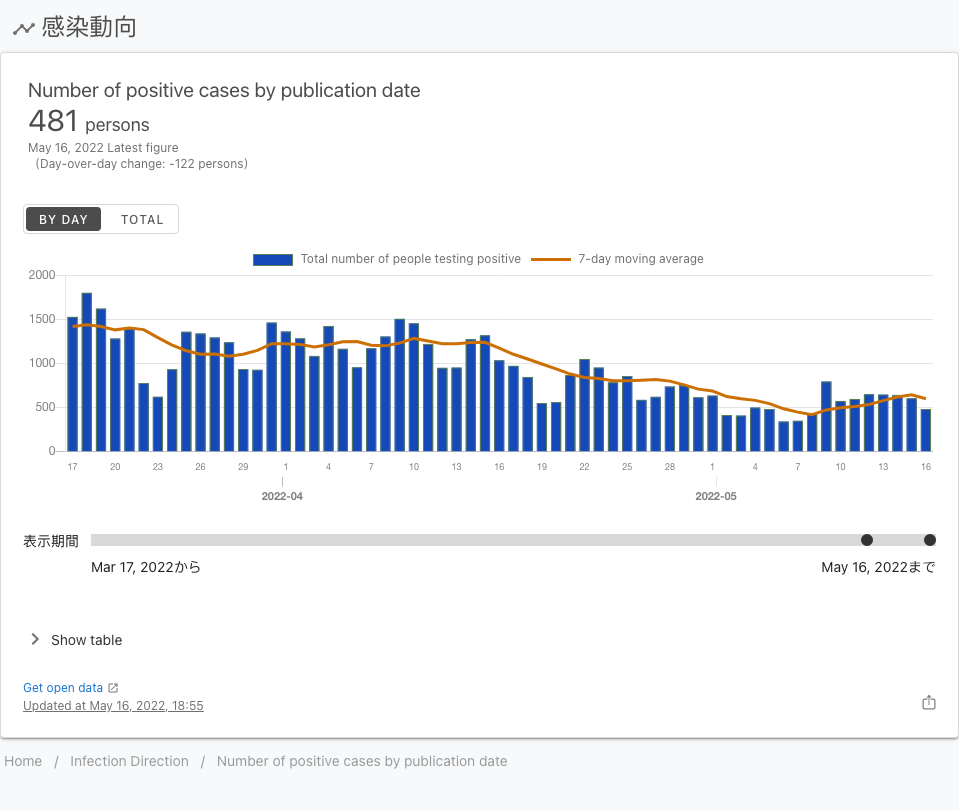 感染動向
Number of positive cases by publication date
481 persons
May 16, 2022 Latest figure
(Day-over-day change: -122 persons)
BY DAY TOTAL
Total number of people testing positive 7-day moving average
2000
1500
1000
500
0
17 20 23 26 29 1 4 7 10 13 16 19 22 25 28 1 4 7 10 13 16
2022-04 2022-05
表示期間
Mar 17, 2022から May 16, 2022まで
Show table
Get open data
Updated at May 16, 2022, 18:55
Home / Infection Direction / Number of positive cases by publication date